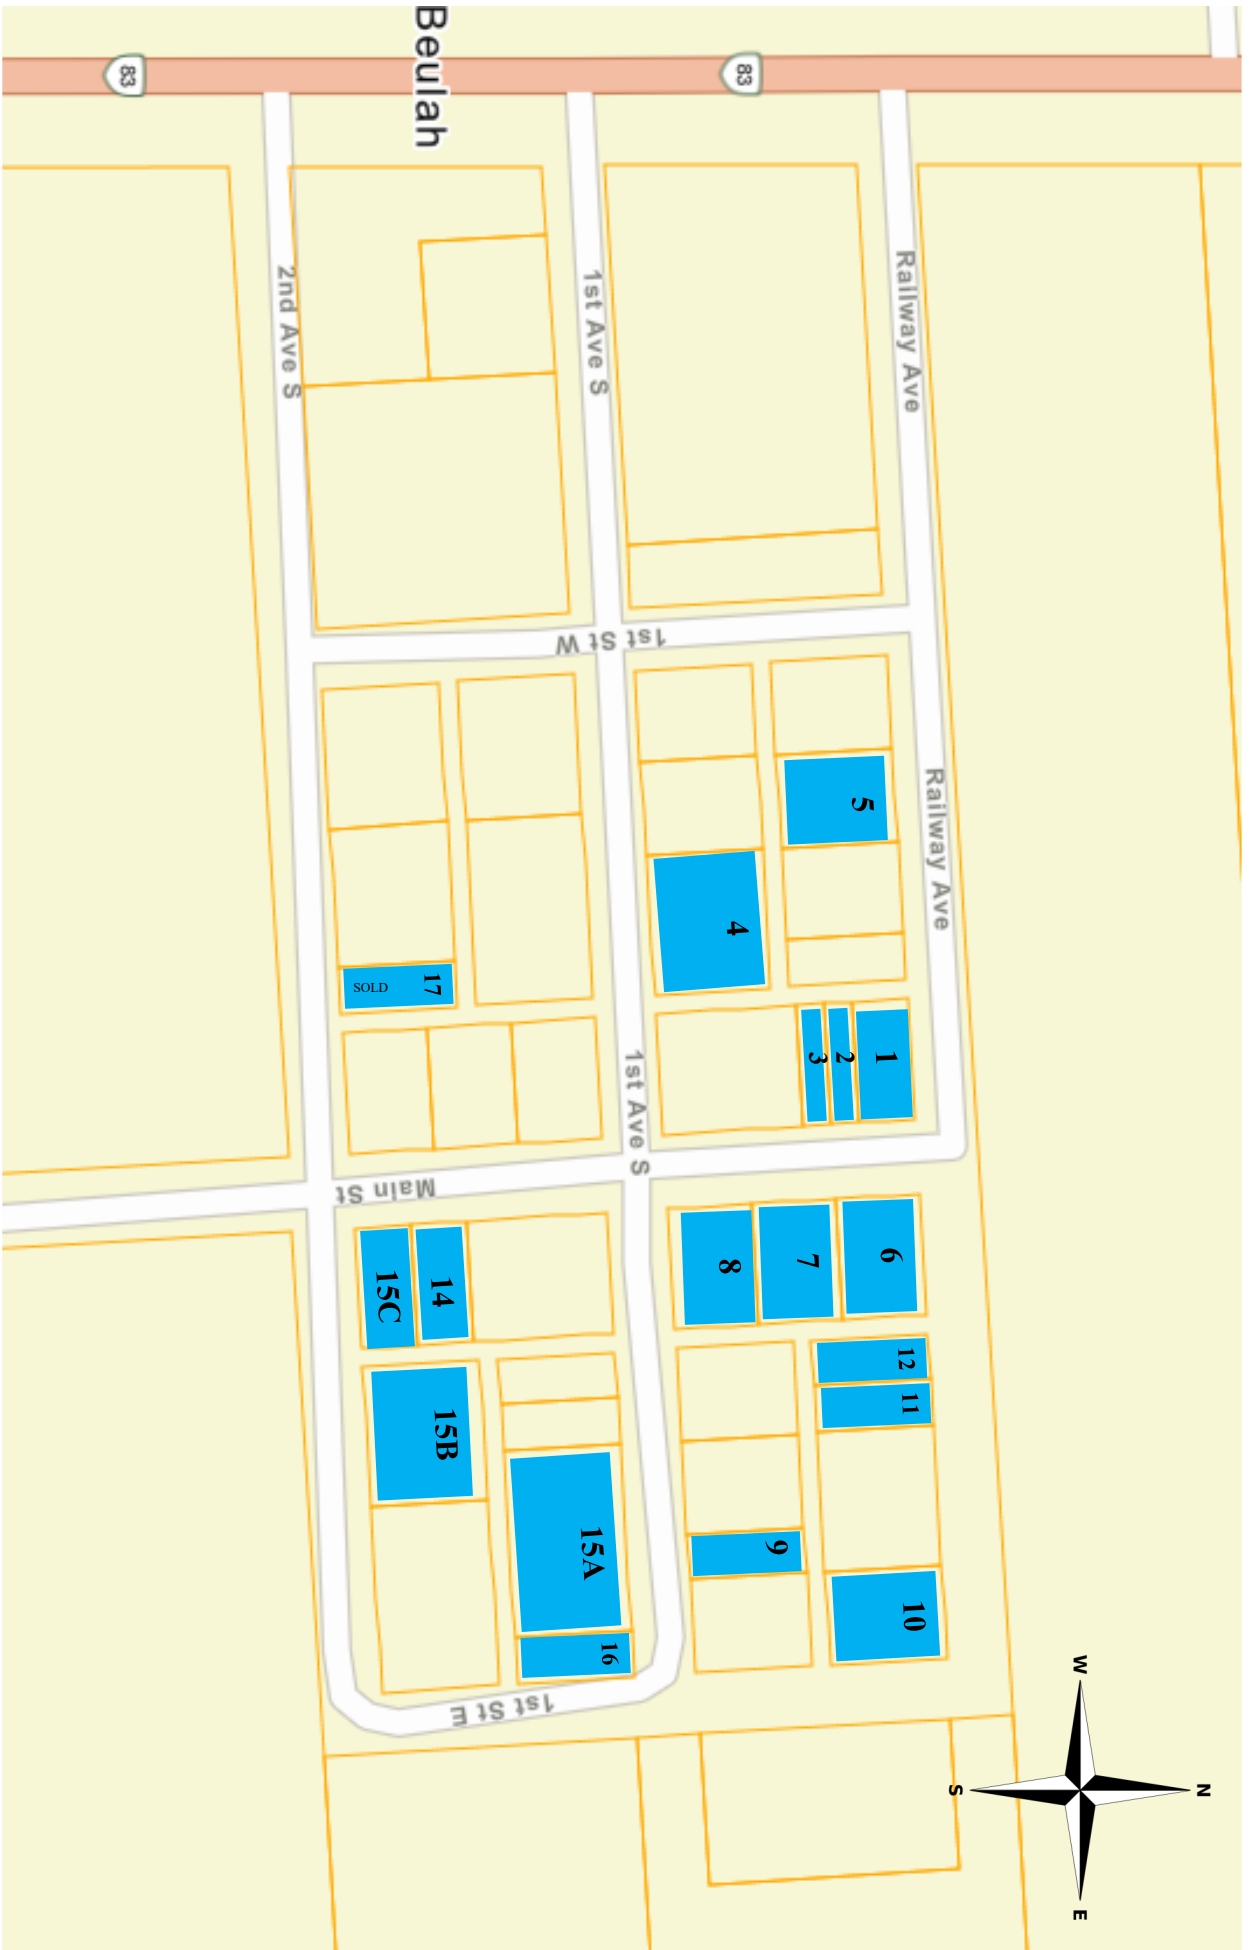 Beulah
83
83
2nd Ave S
1st Ave S
Railway Ave
1st St W
Railway Ave
5
4
17
SOLD
1
2
3
1st Ave S
Main St
15C
14
8
7
6
12
11
15B
15A
9
10
16
1st St E
W
N
S
E